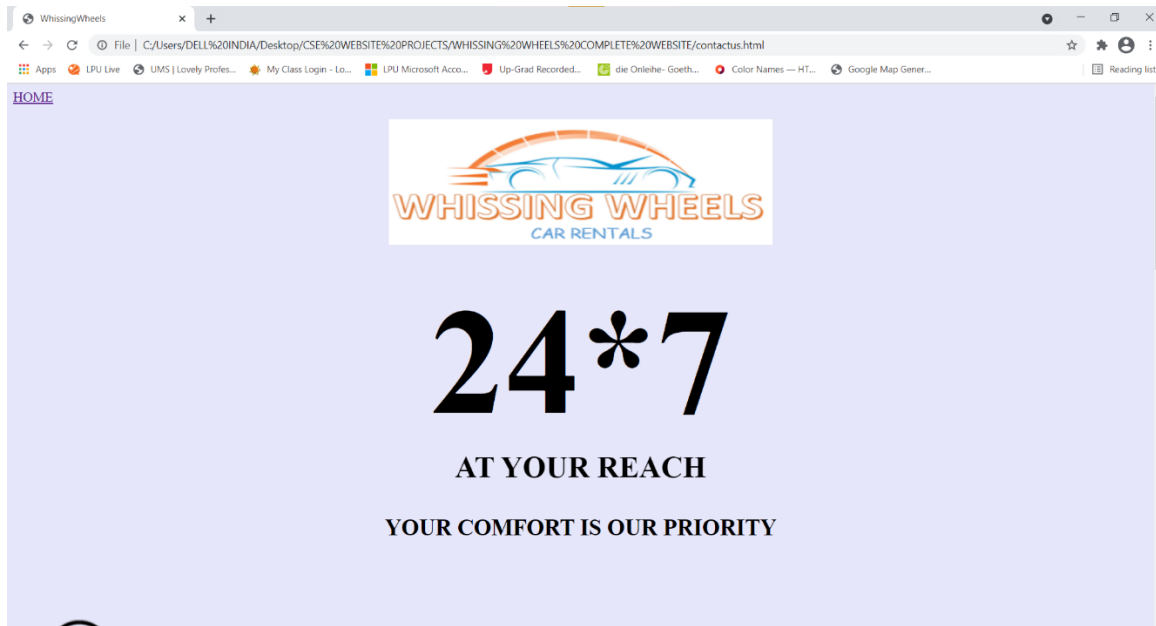 WhissingWheels
File | C:/Users/DELL%20INDIA/Desktop/CSE%20WEBSITE%20PROJECTS/WHISSING%20WHEELS%20COMPLETE%20WEBSITE/contactus.html
Apps LPU Live UMS | Lovely Profes... My Class Login - Lo... LPU Microsoft Acco... Up-Grad Recorded... die Onleihe- Goeth... Color Names — HT... Google Map Gener... Reading list
HOME
WHISSING WHEELS
CAR RENTALS
24*7
AT YOUR REACH
YOUR COMFORT IS OUR PRIORITY